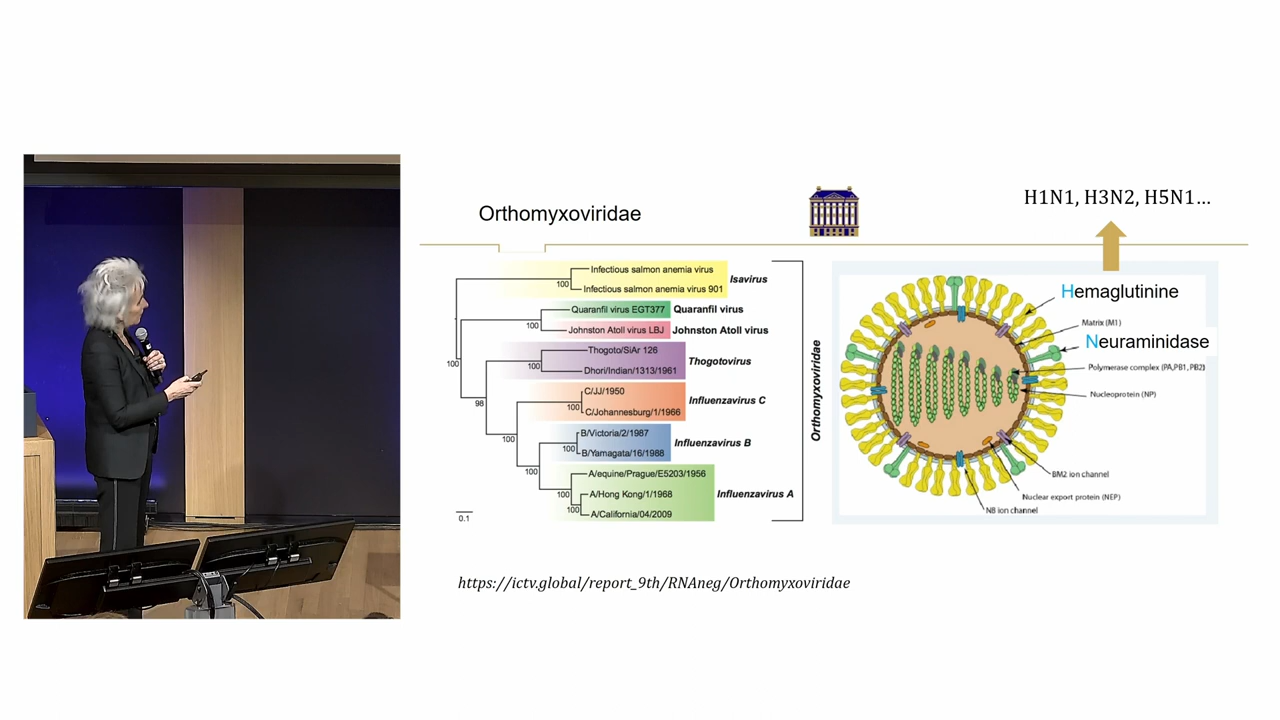 Orthomyxoviridae
H1N1, H3N2, H5N1...
Infectious salmon anemia virus
Infectious salmon anemia virus 901
Isavirus
100
Quaranfil virus EGT377
Quaranfil virus
Johnston Atoll virus LBJ
Johnston Atoll virus
100
100
Thogoto/SiAr 126
Dhori/Indian/1313/1961
Thogotovirus
100
98
C/JJ/1950
C/Johannesburg/1/1966
Influenzavirus C
100
100
B/Victoria/2/1987
B/Yamagata/16/1988
Influenzavirus B
100
100
A/equine/Prague/E5203/1956
A/Hong Kong/1/1968
A/California/04/2009
Influenzavirus A
100
100
0.1
Orthomyxoviridae
Hemaglutinine
Matrix (M1)
Neuraminidase
Polymerase complex (PA,PB1, PB2)
Nucleoprotein (NP)
BM2 ion channel
Nuclear export protein (NEP)
NB ion channel
https://ictv.global/report_9th/RNAneg/Orthomyxoviridae